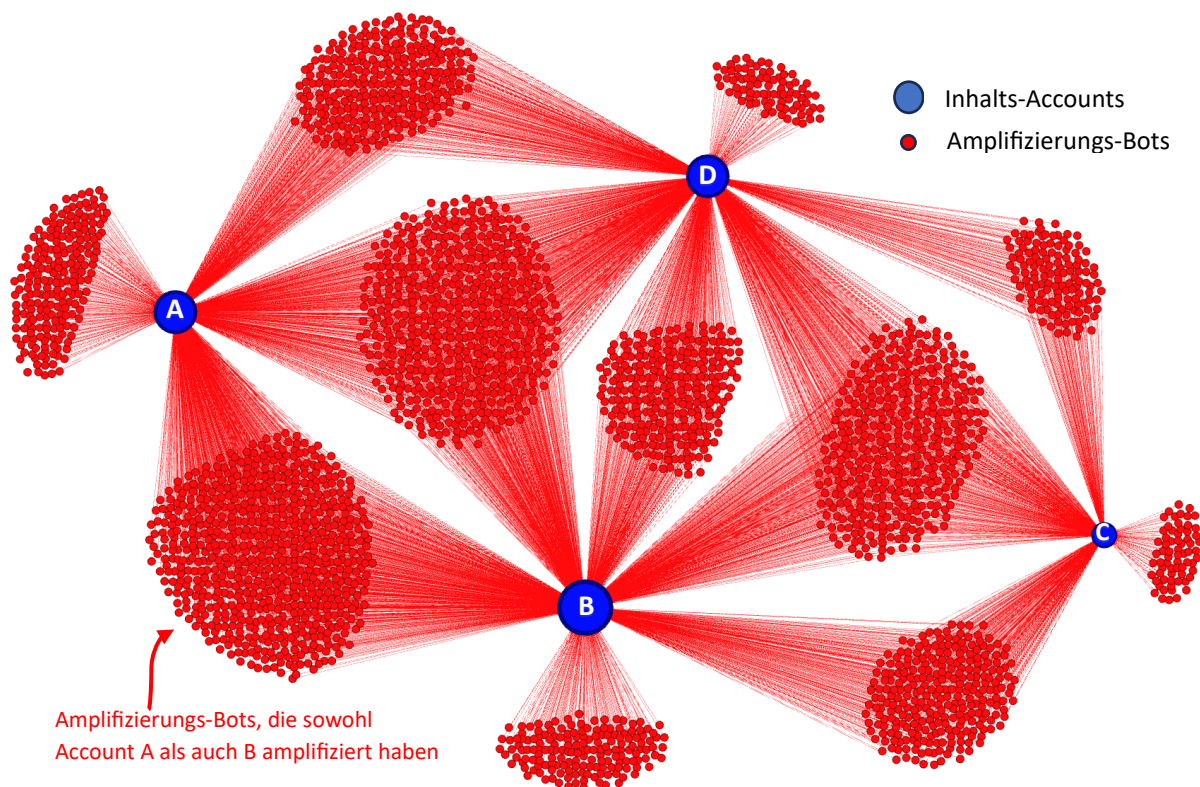 Inhalts-Accounts
Amplifizierungs-Bots
D
A
C
B
Amplifizierungs-Bots, die sowohl
Account A als auch B amplifiziert haben